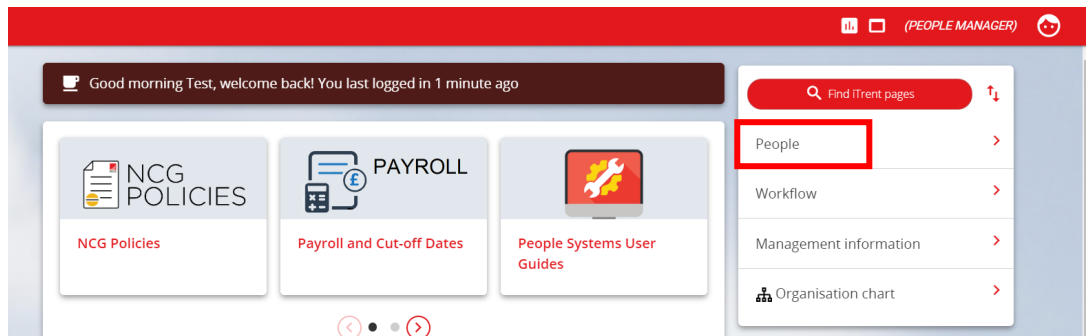 (PEOPLE MANAGER)
Good morning Test, welcome back! You last logged in 1 minute ago
NCG
POLICIES
NCG Policies
£
PAYROLL
Payroll and Cut-off Dates
People Systems User
Guides
Find iTrent pages
People
Workflow
Management information
Organisation chart